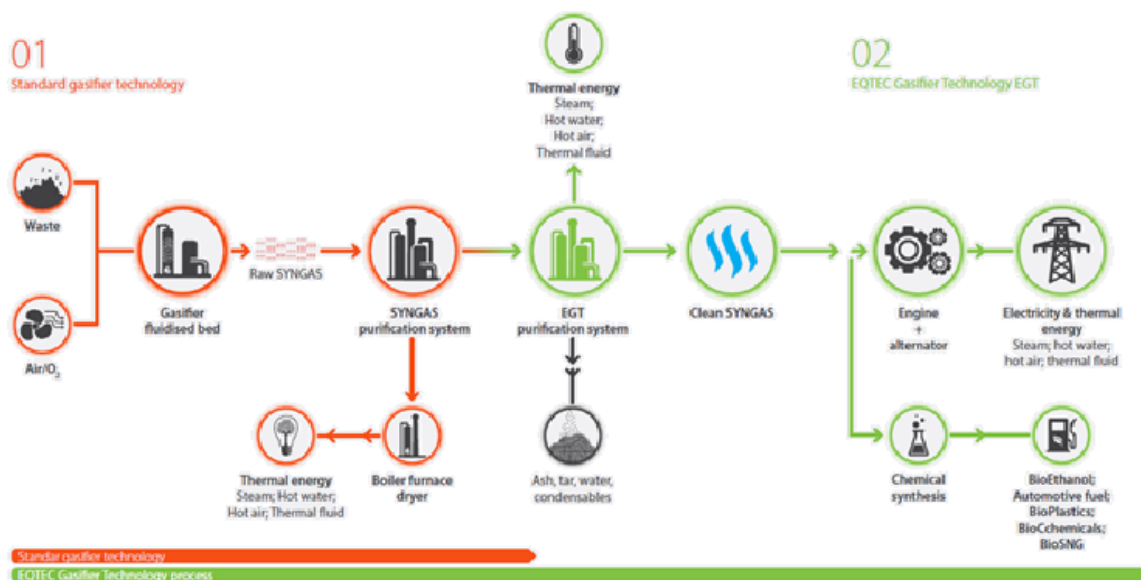 01
Standard gasifier technology
02
EQTEC Gasifier Technology EGT
Thermal energy
Steam;
Hot water;
Hot air;
Thermal fluid
Waste
Air/O2
Gasifier
fluidised bed
Raw SYNGAS
SYNGAS
purification system
EGT
purification system
Clean SYNGAS
Engine
+
alternator
Electricity & thermal
energy
Steam; hot water;
hot air; thermal fluid
Thermal energy
Steam; Hot water;
Hot air; Thermal fluid
Boiler furnace
dryer
Ash, tar, water,
condensables
Chemical
synthesis
BioEthanol;
Automotive fuel;
BioPlastics;
BioCchemicals;
BioSNG
Standar gasifier technology
EQTEC Gasifier Technology process